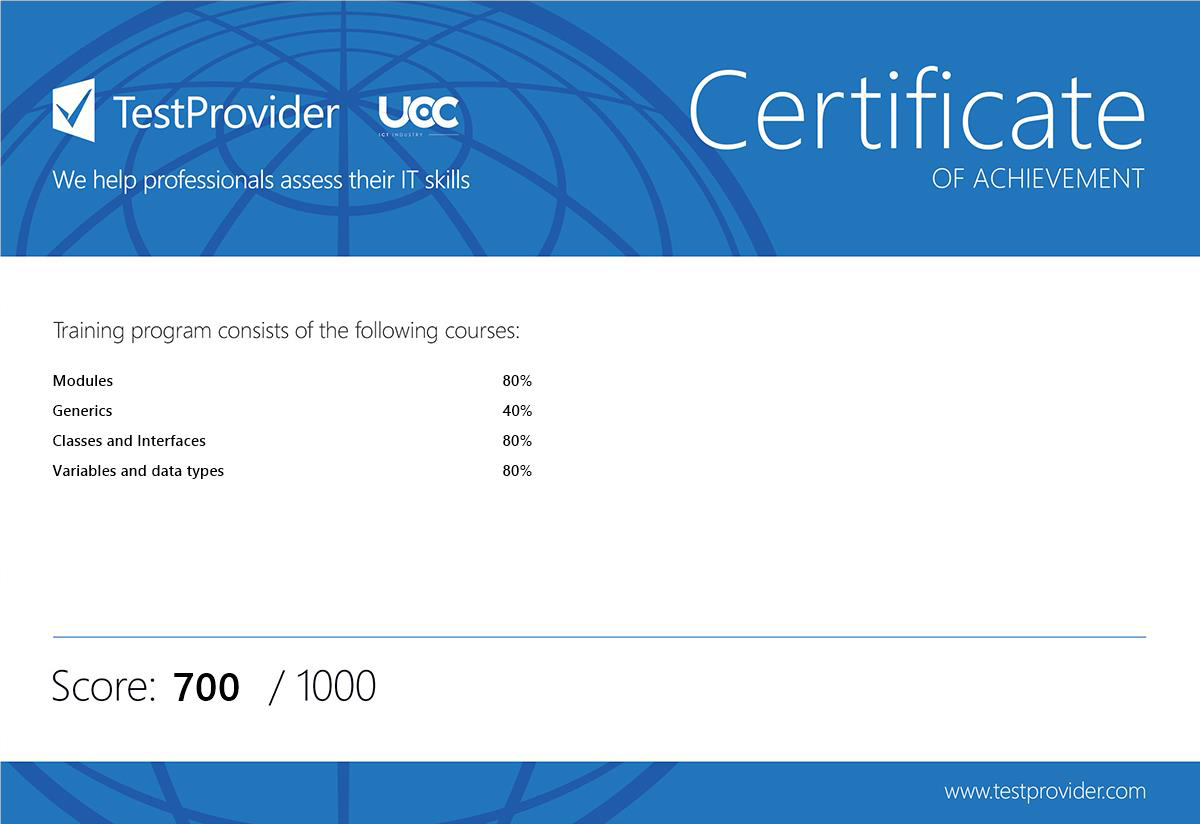 TestProvider
UCC
ICT INDUSTRY
We help professionals assess their IT skills
Certificate
OF ACHIEVEMENT
Training program consists of the following courses:
Modules 80%
Generics 40%
Classes and Interfaces 80%
Variables and data types 80%
Score: 700 / 1000
www.testprovider.com